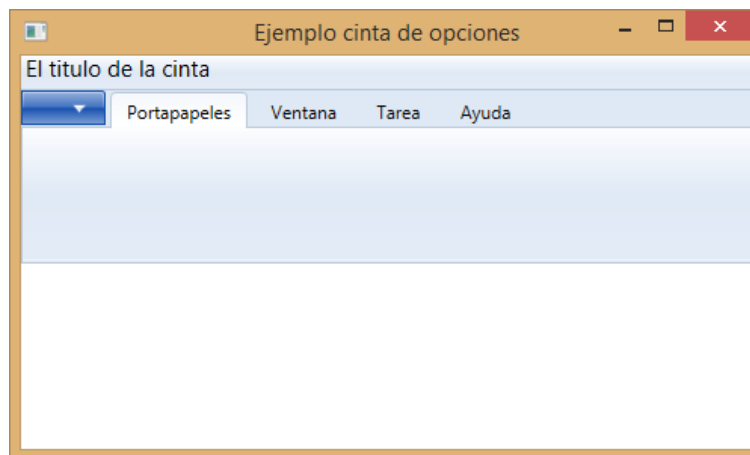 Ejemplo cinta de opciones
El titulo de la cinta
Portapapeles Ventana Tarea Ayuda